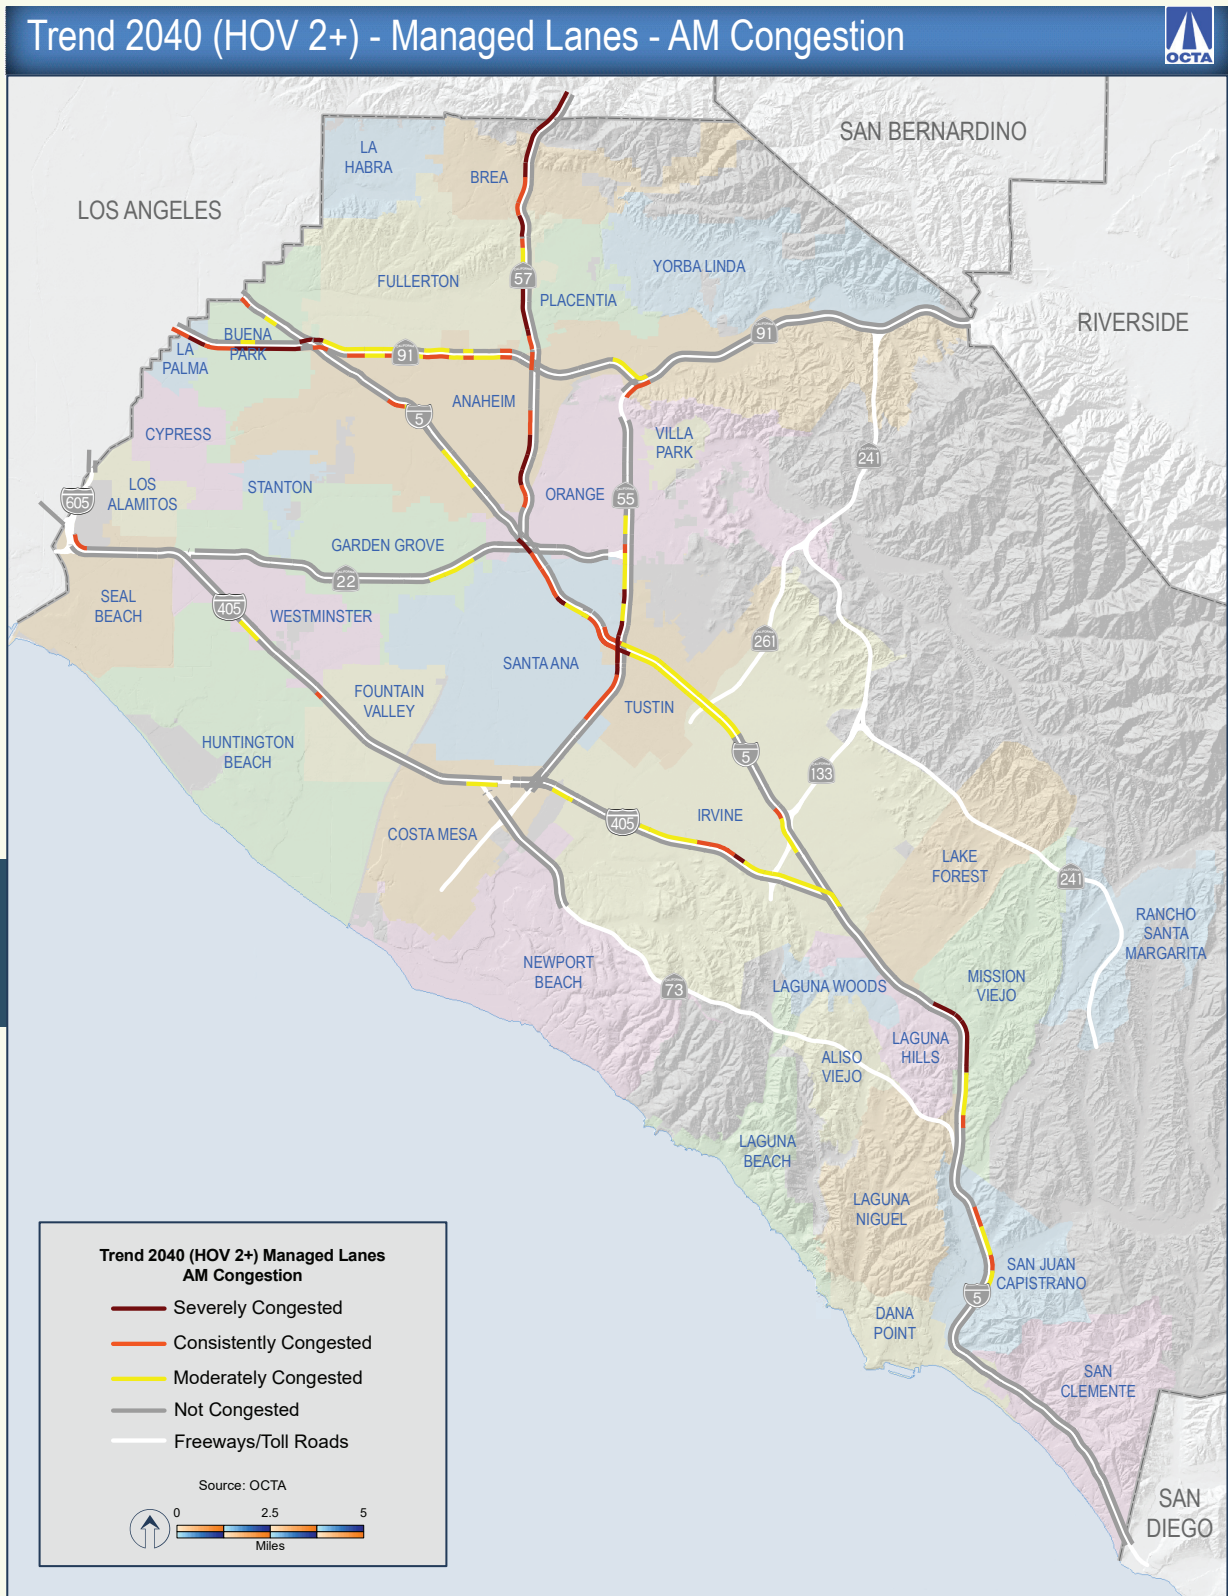 Trend 2040 (HOV 2+) - Managed Lanes - AM Congestion
OCTA
SAN BERNARDINO
LA
HABRA
BREA
LOS ANGELES
YORBA LINDA
FULLERTON
57
PLACENTIA
RIVERSIDE
91
BUENA
PARK
LA
PALMA
91
ANAHEIM
5
CYPRESS
VILLA
PARK
241
LOS
ALAMITOS
STANTON
ORANGE
55
605
GARDEN GROVE
22
SEAL
BEACH
405
WESTMINSTER
261
SANTA ANA
FOUNTAIN
VALLEY
TUSTIN
HUNTINGTON
BEACH
5
133
IRVINE
405
COSTA MESA
LAKE
FOREST
241
RANCHO
SANTA
MARGARITA
NEWPORT
BEACH
73
LAGUNA WOODS
MISSION
VIEJO
LAGUNA
HILLS
ALISO
VIEJO
LAGUNA
BEACH
LAGUNA
NIGUEL
SAN JUAN
CAPISTRANO
5
DANA
POINT
SAN
CLEMENTE
SAN
DIEGO
Trend 2040 (HOV 2+) Managed Lanes
AM Congestion
Severely Congested
Consistently Congested
Moderately Congested
Not Congested
Freeways/Toll Roads
Source: OCTA
0 2.5 5
Miles